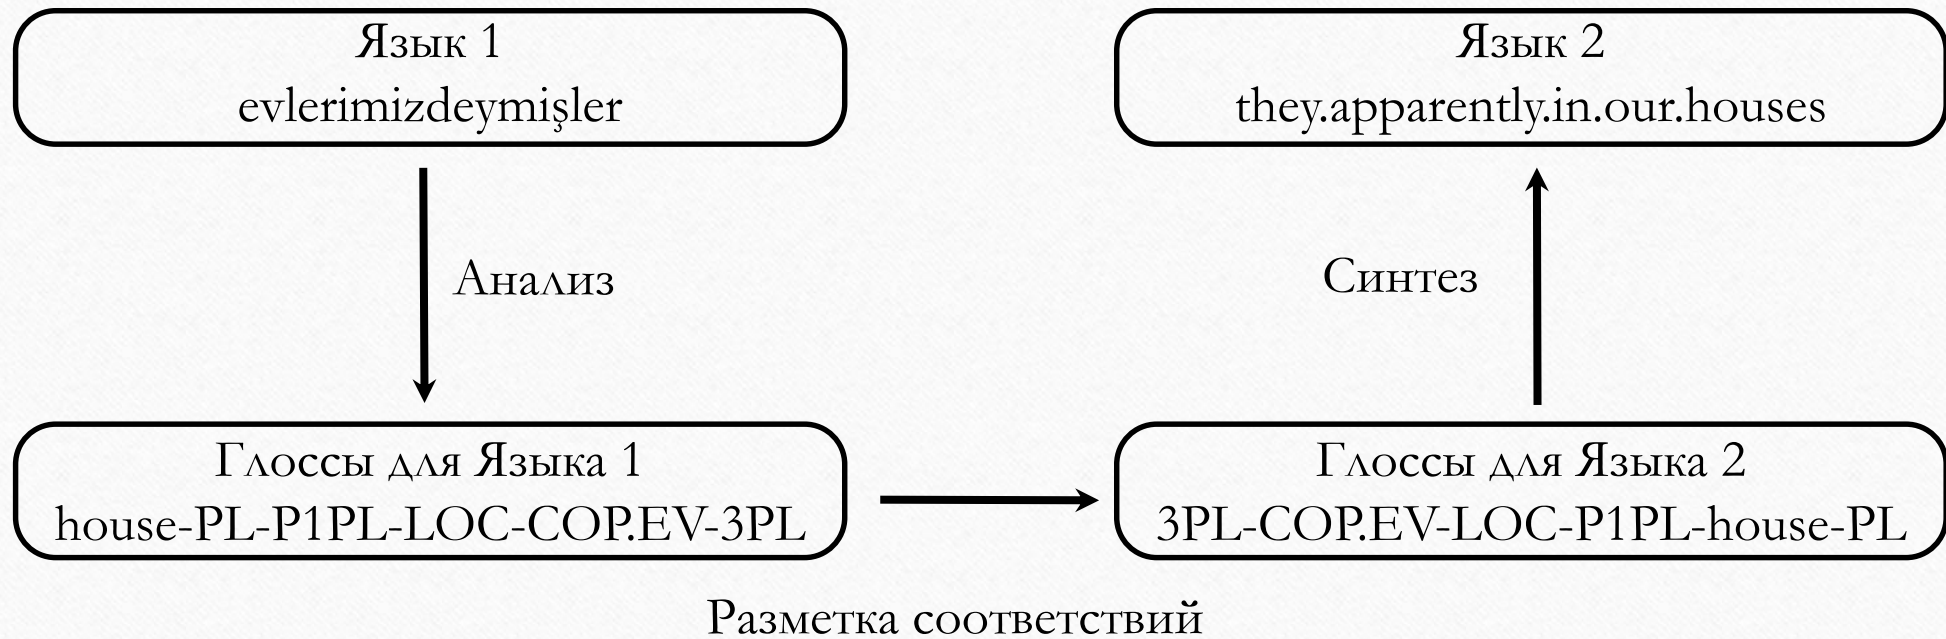 Язык 1
evlerimizdeymişler
Язык 2
they.apparently.in.our.houses
Анализ
Синтез
Глоссы для Языка 1
house-PL-P1PL-LOC-COP.EV-3PL
Глоссы для Языка 2
3PL-COP.EV-LOC-P1PL-house-PL
Разметка соответствий